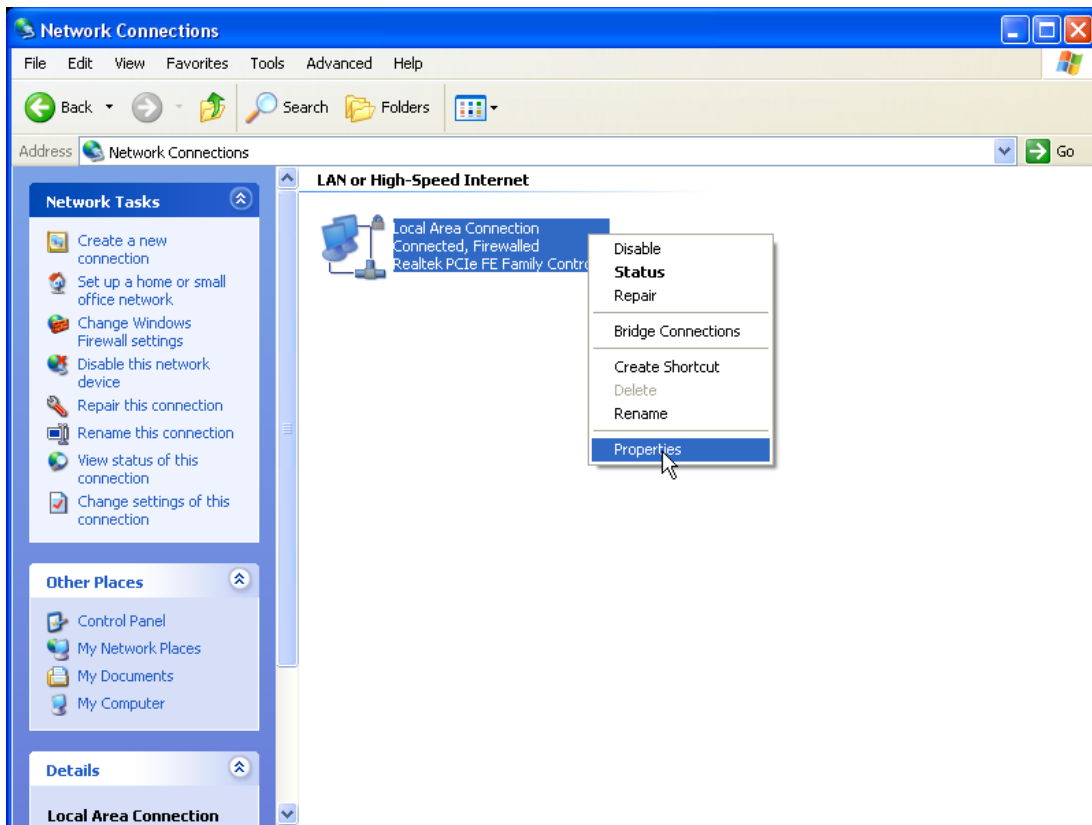 Network Connections
File Edit View Favorites Tools Advanced Help
Back Search Folders
Address Network Connections Go
Network Tasks
Create a new
connection
Set up a home or small
office network
Change Windows
Firewall settings
Disable this network
device
Repair this connection
Rename this connection
View status of this
connection
Change settings of this
connection
Other Places
Control Panel
My Network Places
My Documents
My Computer
Details
Local Area Connection
LAN or High-Speed Internet
Local Area Connection
Connected, Firewalled
Realtek PCIe FE Family Contro
Disable
Status
Repair
Bridge Connections
Create Shortcut
Delete
Rename
Properties